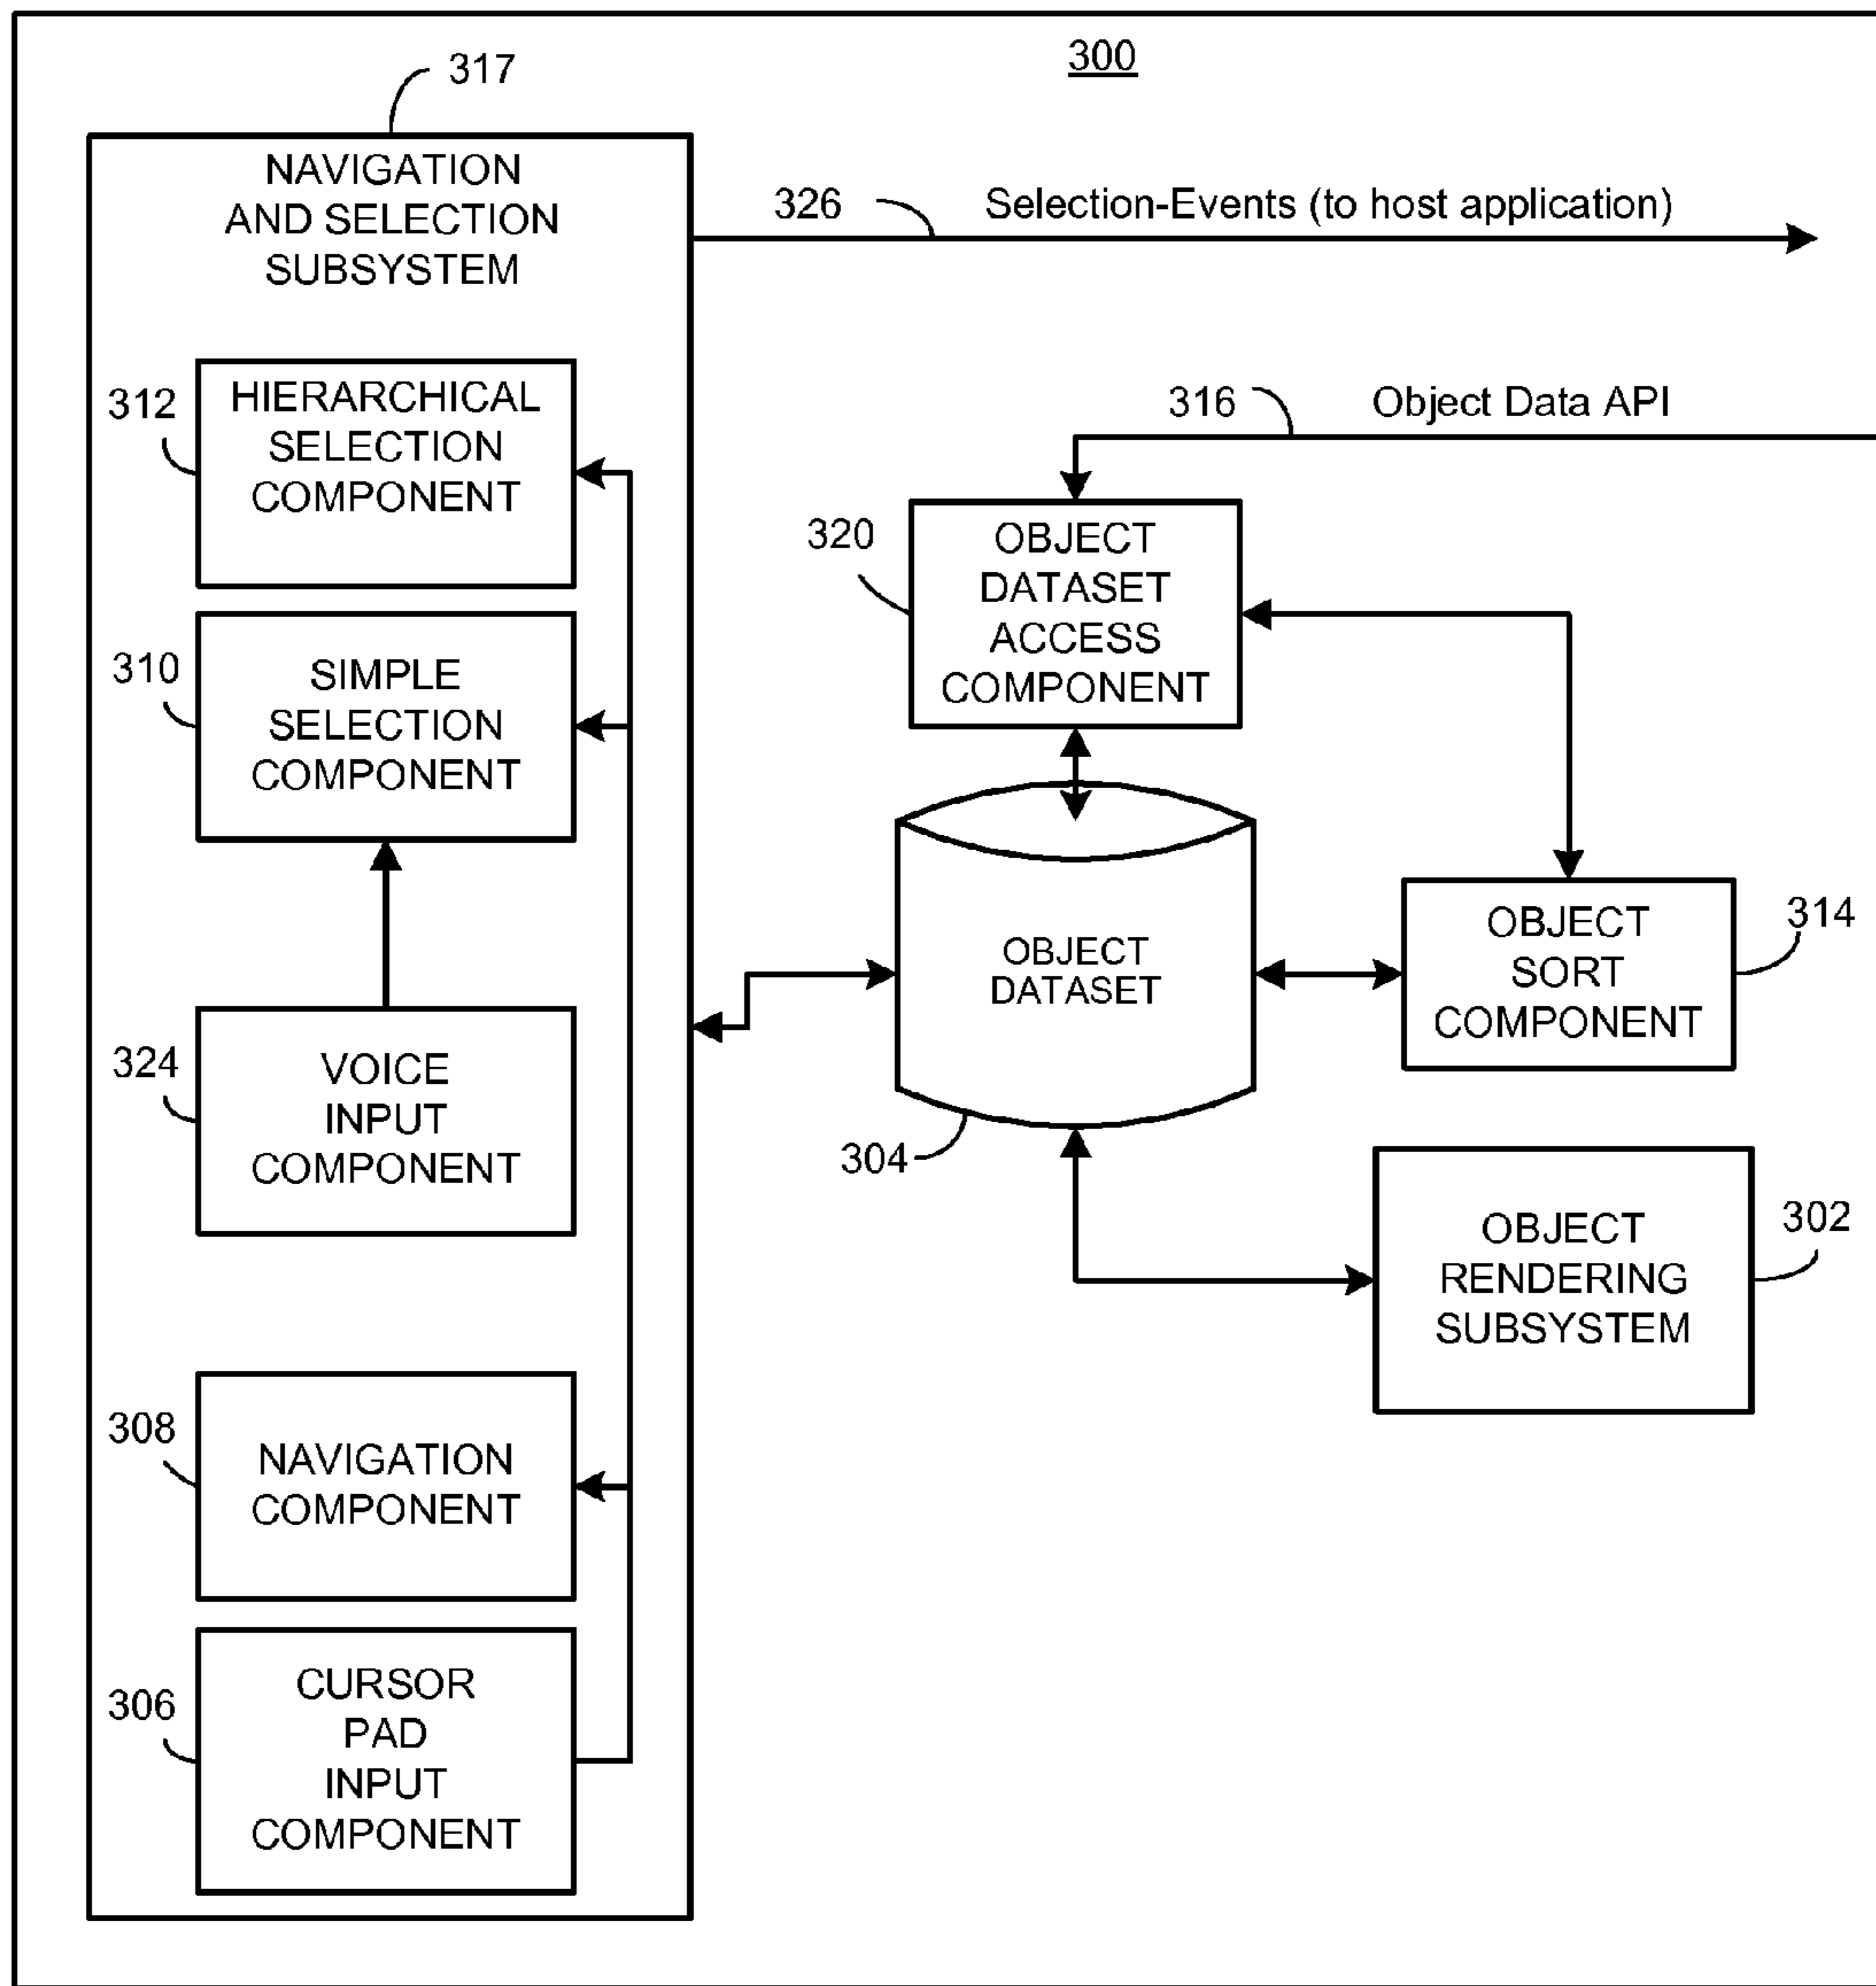 300
317
NAVIGATION
AND SELECTION
SUBSYSTEM
326
Selection-Events (to host application)
312
HIERARCHICAL
SELECTION
COMPONENT
316
Object Data API
320
OBJECT
DATASET
ACCESS
COMPONENT
310
SIMPLE
SELECTION
COMPONENT
OBJECT
DATASET
304
OBJECT
SORT
COMPONENT
314
324
VOICE
INPUT
COMPONENT
OBJECT
RENDERING
SUBSYSTEM
302
308
NAVIGATION
COMPONENT
306
CURSOR
PAD
INPUT
COMPONENT